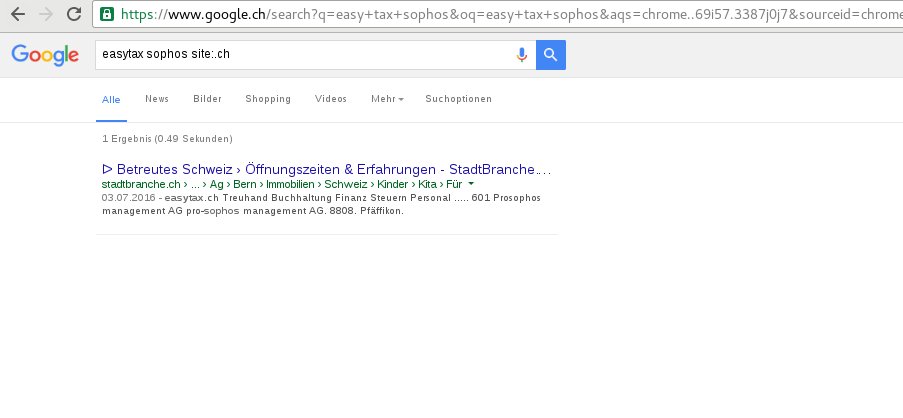 https://www.google.ch/search?q=easy+tax+sophos&oq=easy+tax+sophos&aqs=chrome..69i57.3387j0j7&sourceid=chrome
Google
easytax sophos site:.ch
Alle News Bilder Shopping Videos Mehr Suchoptionen
1 Ergebnis (0.49 Sekunden)
ᐅ Betreutes Schweiz › Öffnungszeiten & Erfahrungen - StadtBranche....
stadtbranche.ch › ... › Ag › Bern › Immobilien › Schweiz › Kinder › Kita › Für
03.07.2016 - easytax.ch Treuhand Buchhaltung Finanz Steuern Personal ..... 601 Prosophos
management AG pro-sophos management AG. 8808. Pfäffikon.